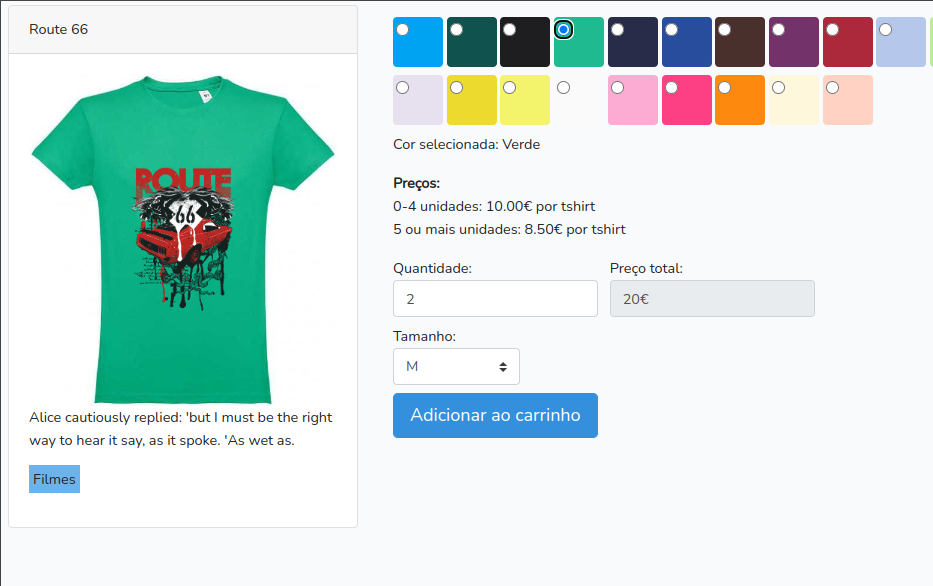 Route 66
ROUTE
66
Alice cautiously replied: 'but I must be the right
way to hear it say, as it spoke. 'As wet as.
Filmes
Cor selecionada: Verde
Preços:
0-4 unidades: 10.00€ por tshirt
5 ou mais unidades: 8.50€ por tshirt
Quantidade:
Preço total:
2
20€
Tamanho:
M
Adicionar ao carrinho